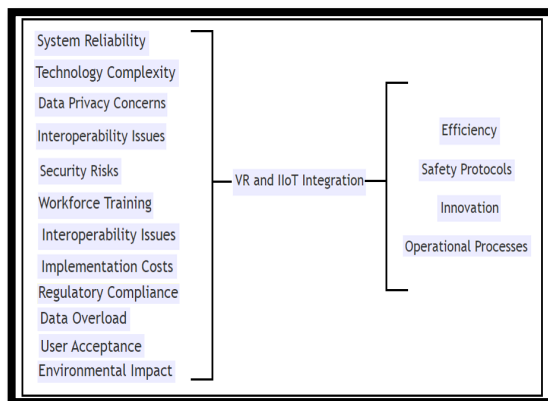 System Reliability
Technology Complexity
Data Privacy Concerns
Interoperability Issues
Security Risks
Workforce Training
Interoperability Issues
Implementation Costs
Regulatory Compliance
Data Overload
User Acceptance
Environmental Impact
VR and IIoT Integration
Efficiency
Safety Protocols
Innovation
Operational Processes